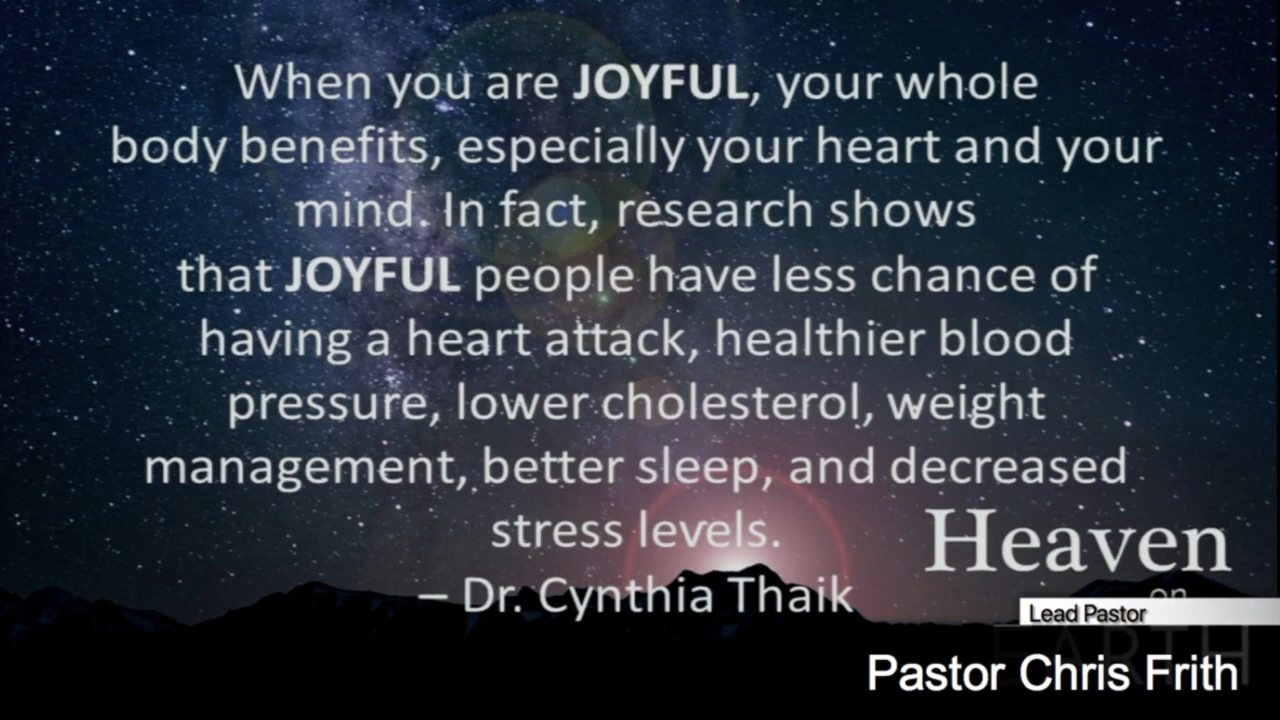 When you are JOYFUL, your whole
body benefits, especially your heart and your
mind. In fact, research shows
that JOYFUL people have less chance of
having a heart attack, healthier blood
pressure, lower cholesterol, weight
management, better sleep, and decreased
stress levels.
– Dr. Cynthia Thaik
Heaven
on
EARTH
Lead Pastor
Pastor Chris Frith